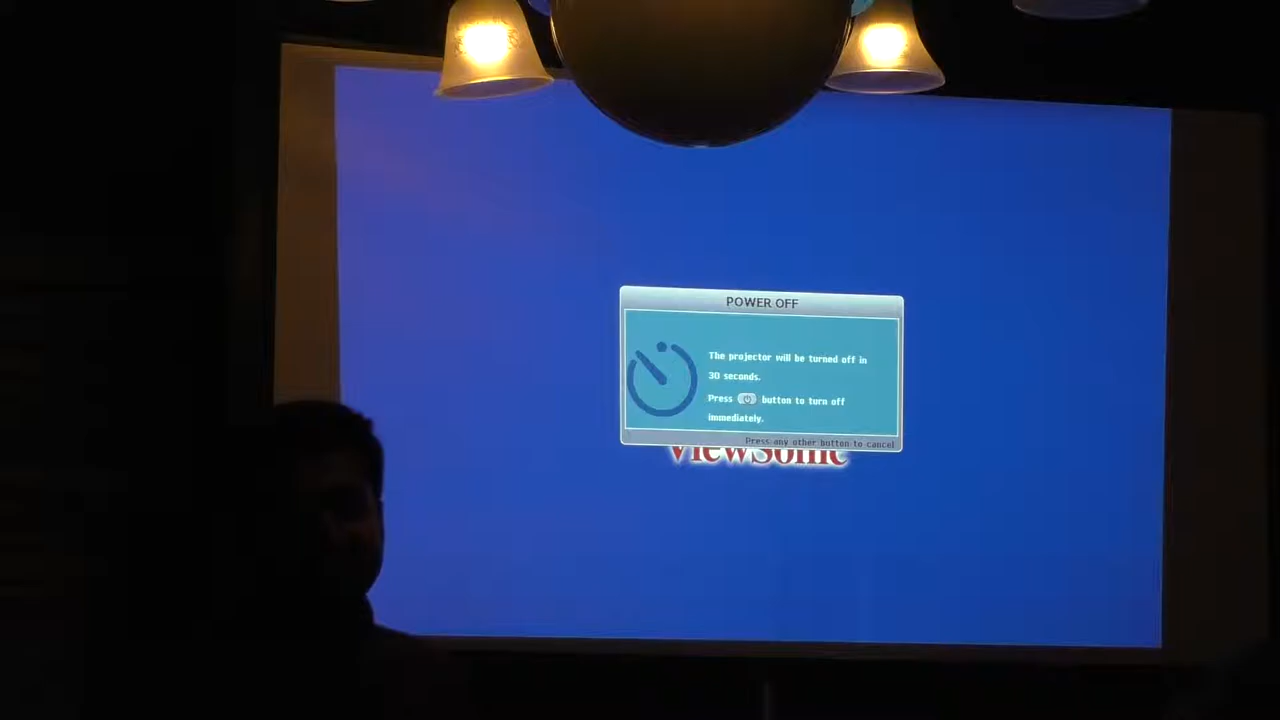 POWER OFF
The projector will be turned off in
30 seconds.
Press button to turn off
immediately.
Press any other button to cancel
ViewSonic